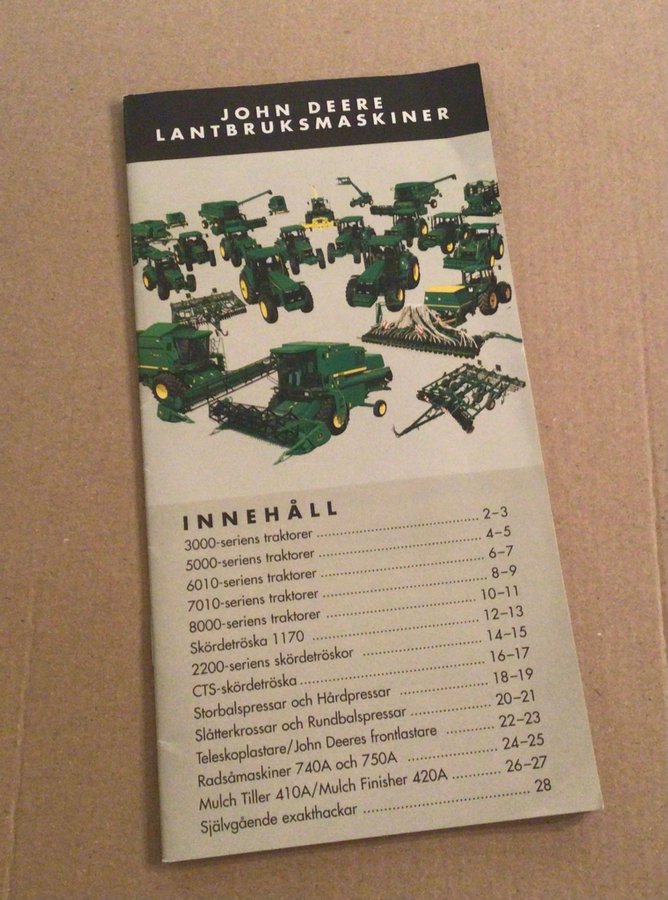 JOHN DEERE
LANTBRUKSMASKINER
INNEHÅLL
3000-seriens traktorer 2–3
5000-seriens traktorer 4–5
6010-seriens traktorer 6–7
7010-seriens traktorer 8–9
8000-seriens traktorer 10–11
Skördetröska 1170 12–13
2200-seriens skördetröskor 14–15
CTS-skördetröska 16–17
Storbalspressar och Hårdpressar 18–19
Slåtterkrossar och Rundbalspressar 20–21
Teleskoplastare/John Deeres frontlastare 22–23
Radsåmaskiner 740A och 750A 24–25
Mulch Tiller 410A/Mulch Finisher 420A 26–27
Självgående exakthackar 28